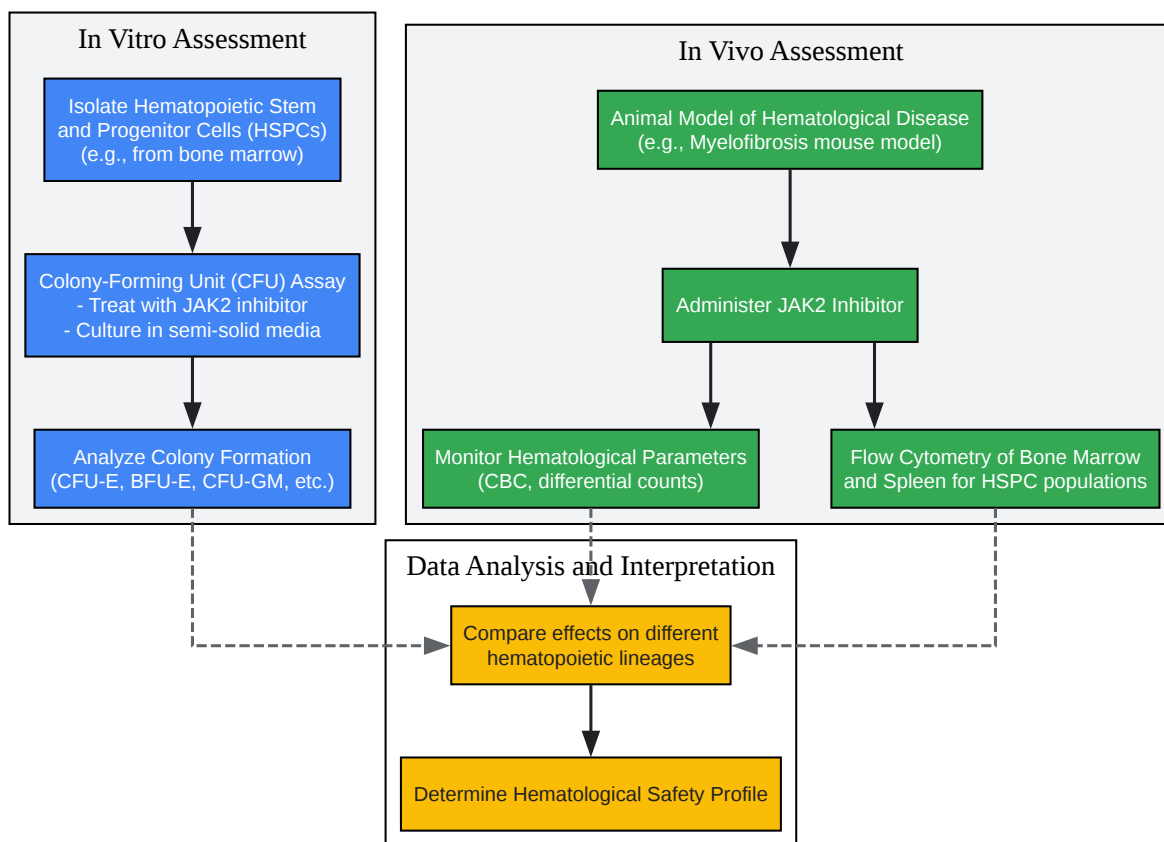 In Vitro Assessment
Isolate Hematopoietic Stem
and Progenitor Cells (HSPCs)
(e.g., from bone marrow)
Colony-Forming Unit (CFU) Assay
- Treat with JAK2 inhibitor
- Culture in semi-solid media
Analyze Colony Formation
(CFU-E, BFU-E, CFU-GM, etc.)
In Vivo Assessment
Animal Model of Hematological Disease
(e.g., Myelofibrosis mouse model)
Administer JAK2 Inhibitor
Monitor Hematological Parameters
(CBC, differential counts)
Flow Cytometry of Bone Marrow
and Spleen for HSPC populations
Data Analysis and Interpretation
Compare effects on different
hematopoietic lineages
Determine Hematological Safety Profile